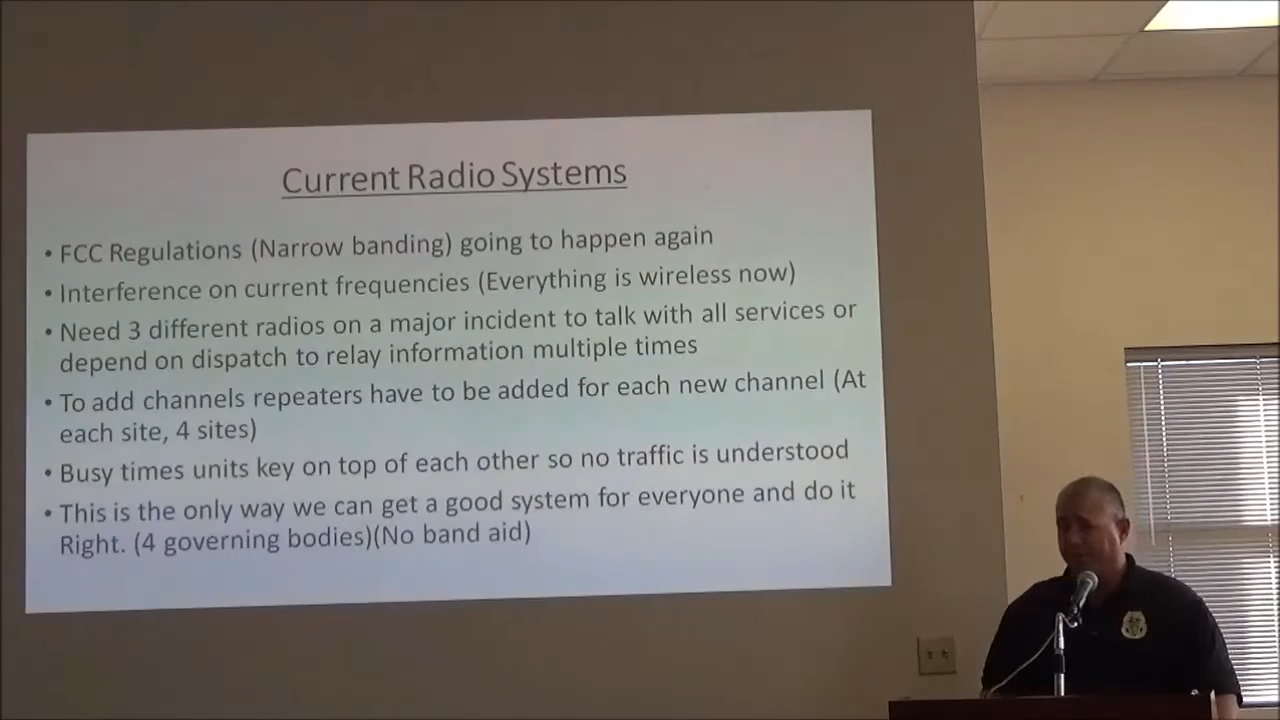 Current Radio Systems
• FCC Regulations (Narrow banding) going to happen again
• Interference on current frequencies (Everything is wireless now)
• Need 3 different radios on a major incident to talk with all services or
depend on dispatch to relay information multiple times
• To add channels repeaters have to be added for each new channel (At
each site, 4 sites)
• Busy times units key on top of each other so no traffic is understood
• This is the only way we can get a good system for everyone and do it
Right. (4 governing bodies)(No band aid)